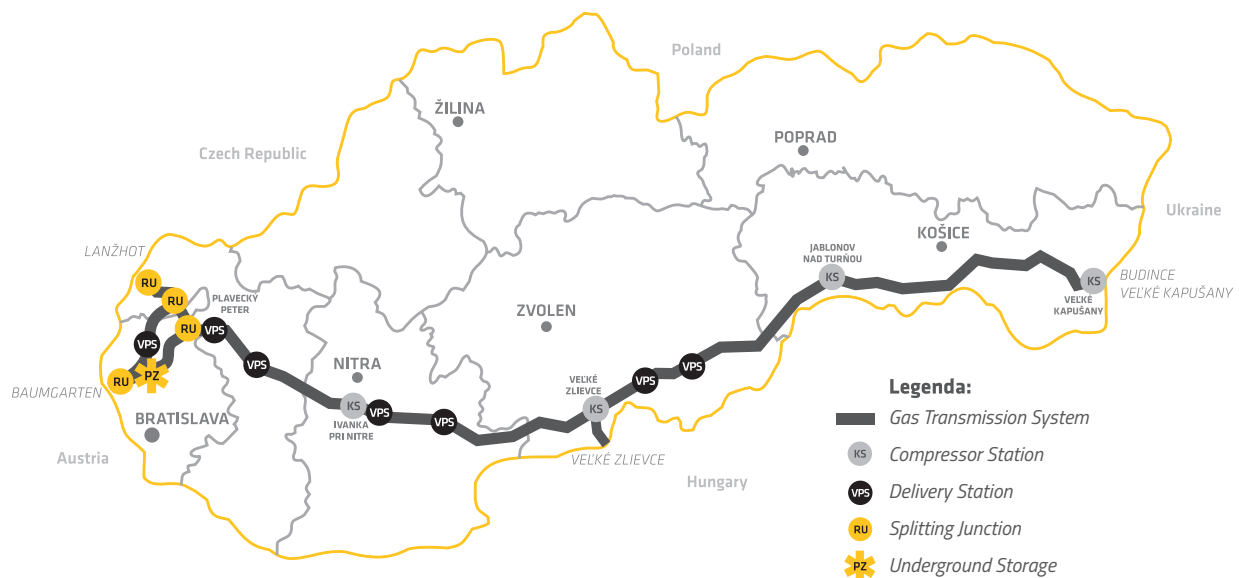 Poland
ŽILINA
Czech Republic
POPRAD
Ukraine
LANŽHOT
KOŠICE
JABLONOV
NAD TURŇOU
KS
RU
RU
PLAVECKÝ
PETER
RU
VPS
KS
BUDINCE
VEĽKÉ KAPUŠANY
VEĽKÉ
KAPUŠANY
ZVOLEN
VPS
VPS
NITRA
VPS
VPS
BAUMGARTEN
RU
PZ
VEĽKÉ
ZLIEVCE
KS
VPS
Legenda:
BRATISLAVA
KS
VPS
VPS
IVANKA
PRI NITRE
Gas Transmission System
Austria
VEĽKÉ ZLIEVCE
KS Compressor Station
Hungary
VPS Delivery Station
RU Splitting Junction
PZ Underground Storage